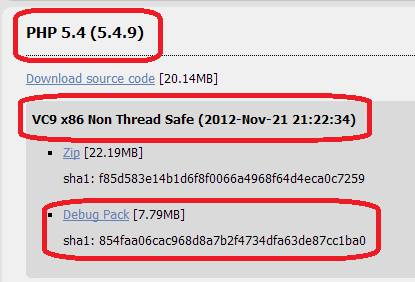 PHP 5.4 (5.4.9)
Download source code [20.14MB]
VC9 x86 Non Thread Safe (2012-Nov-21 21:22:34)
Zip [22.19MB]
sha1: f85d583e14b1d6f8f0066a4968f64d4eca0c7259
Debug Pack [7.79MB]
sha1: 854faa06cac968d8a7b2f4734dfa63de87cc1ba0